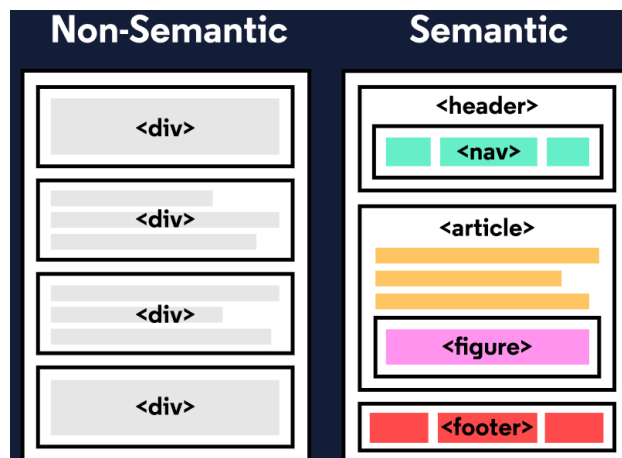 Non-Semantic
<div>
<div>
<div>
<div>
Semantic
<header>
<nav>
<article>
<figure>
<footer>